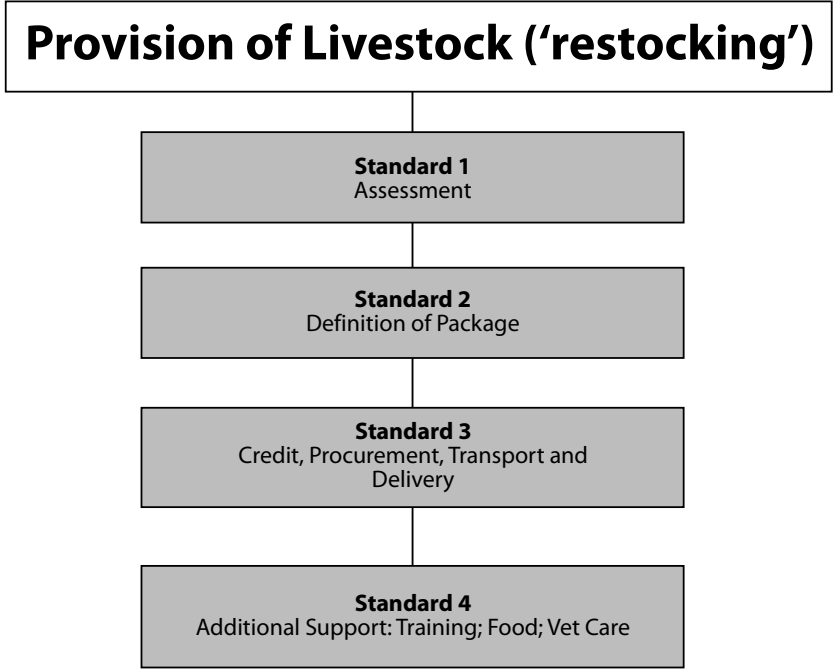 Provision of Livestock (‘restocking’)
Standard 1
Assessment
Standard 2
Definition of Package
Standard 3
Credit, Procurement, Transport and
Delivery
Standard 4
Additional Support: Training; Food; Vet Care